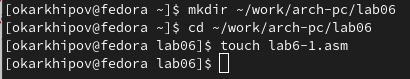 [okarkhipov@fedora ~]$ mkdir ~/work/arch-pc/lab06
[okarkhipov@fedora ~]$ cd ~/work/arch-pc/lab06
[okarkhipov@fedora lab06]$ touch lab6-1.asm
[okarkhipov@fedora lab06]$